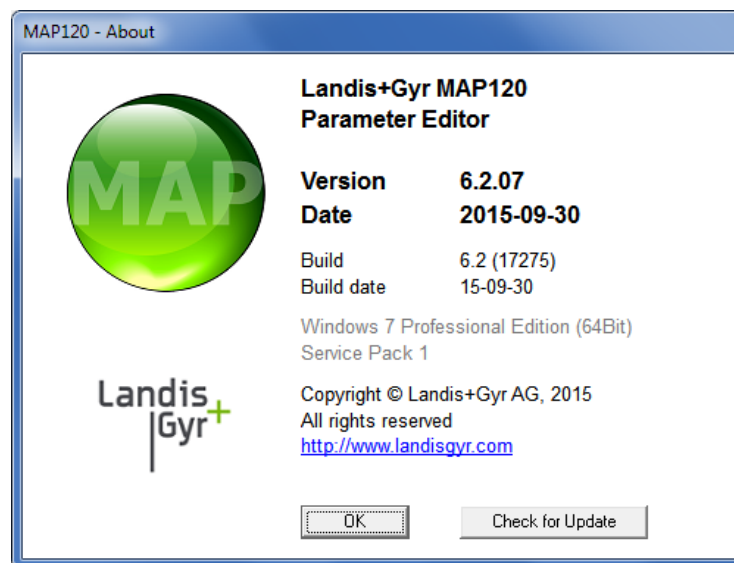 MAP120 - About
MAP
Landis+Gyr MAP120
Parameter Editor
Version 6.2.07
Date 2015-09-30
Build 6.2 (17275)
Build date 15-09-30
Windows 7 Professional Edition (64Bit)
Service Pack 1
Landis+
Gyr
Copyright © Landis+Gyr AG, 2015
All rights reserved
http://www.landisgyr.com
OK Check for Update